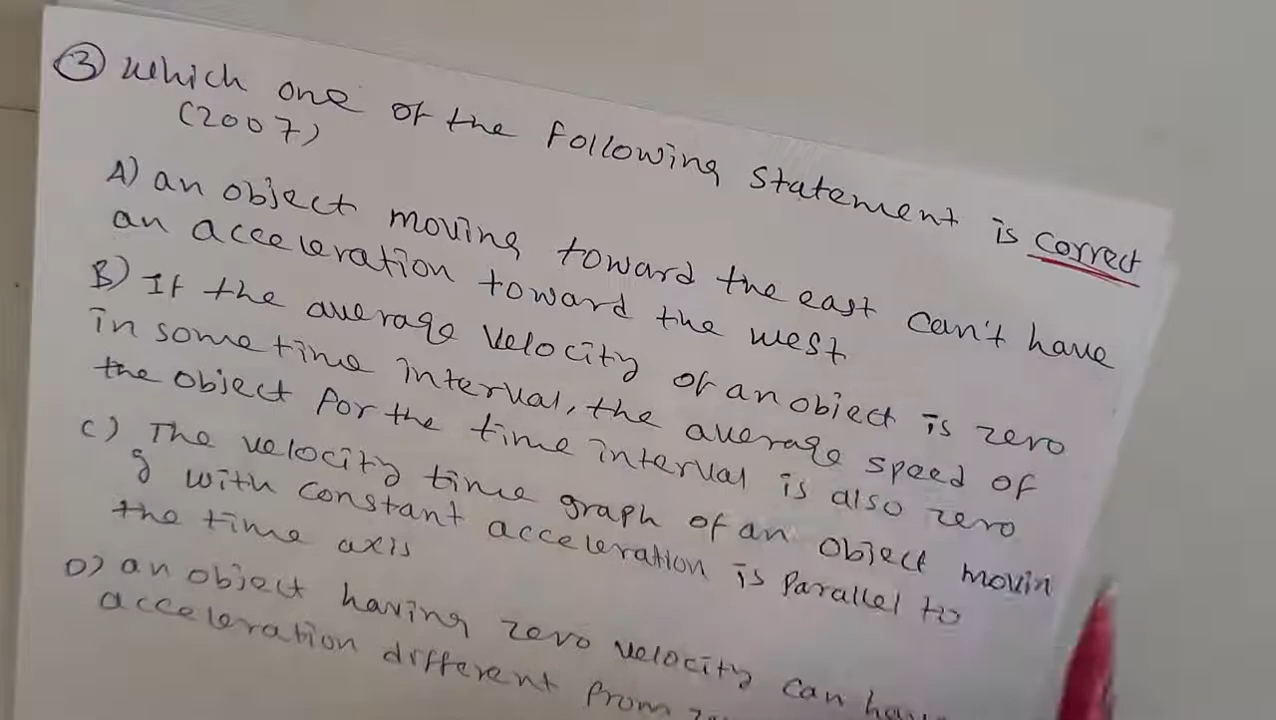 ③ which one of the following statement is correct
(2007)
A) an object moving toward the east can't have
an acceleration toward the west
B) If the average velocity of an object is zero
in some time interval, the average speed of
the object for the time interval is also zero
C) The velocity time graph of an object movin
g with constant acceleration is parallel to
the time axis
D) an object having zero velocity can have
acceleration different from